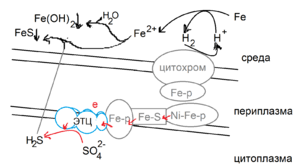 Fe(OH)₂ H₂O Fe²⁺ Fe
FeS H₂ H⁺
среда
цитохром
Fe-p
периплазма
e
ЭТЦ Fe-p Fe-S Ni-Fe-p
H₂S SO₄²⁻
цитоплазма